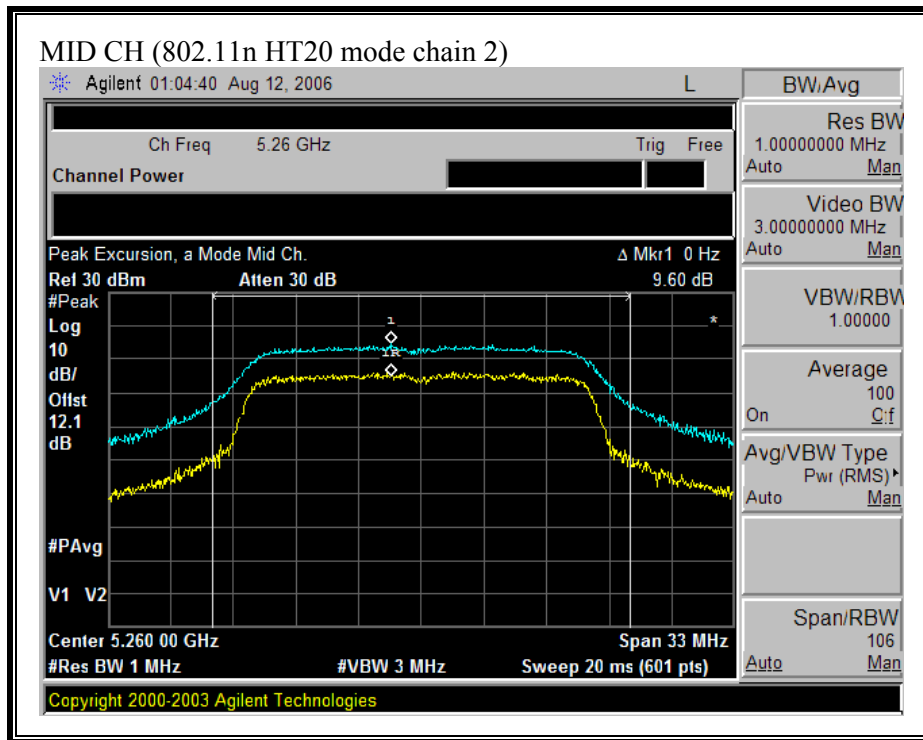 MID CH (802.11n HT20 mode chain 2)
Agilent 01:04:40 Aug 12, 2006 L
BW/Avg
Ch Freq 5.26 GHz Trig Free
Channel Power
Res BW
1.00000000 MHz
Auto Man
Video BW
3.00000000 MHz
Auto Man
VBW/RBW
1.00000
Average
100
On Off
Avg/VBW Type
Pwr (RMS)
Auto Man
Span/RBW
106
Auto Man
Peak Excursion, a Mode Mid Ch. Δ Mkr1 0 Hz
Ref 30 dBm Atten 30 dB 9.60 dB
#Peak
Log
10
dB/
Offst
12.1
dB
1
1R
*
#PAvg
V1 V2
Center 5.260 00 GHz Span 33 MHz
#Res BW 1 MHz #VBW 3 MHz Sweep 20 ms (601 pts)
Copyright 2000-2003 Agilent Technologies